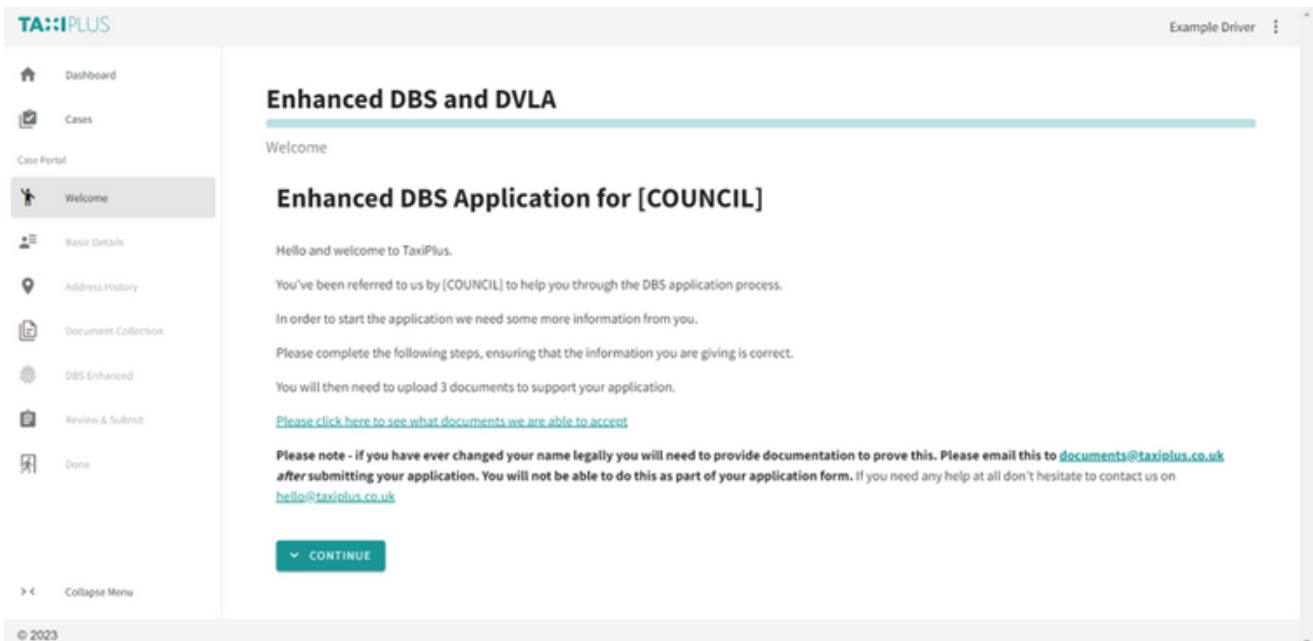 TAXIPLUS
Example Driver
Dashboard
Cases
Case Portal
Welcome
Basic Details
Address History
Document Collection
DBS Enhanced
Review & Submit
Done
Collapse Menu
Enhanced DBS and DVLA
Welcome
Enhanced DBS Application for [COUNCIL]
Hello and welcome to TaxiPlus.
You've been referred to us by [COUNCIL] to help you through the DBS application process.
In order to start the application we need some more information from you.
Please complete the following steps, ensuring that the information you are giving is correct.
You will then need to upload 3 documents to support your application.
Please click here to see what documents we are able to accept
Please note - if you have ever changed your name legally you will need to provide documentation to prove this. Please email this to documents@taxiplus.co.uk
after submitting your application. You will not be able to do this as part of your application form. If you need any help at all don't hesitate to contact us on
hello@taxiplus.co.uk
CONTINUE
© 2023